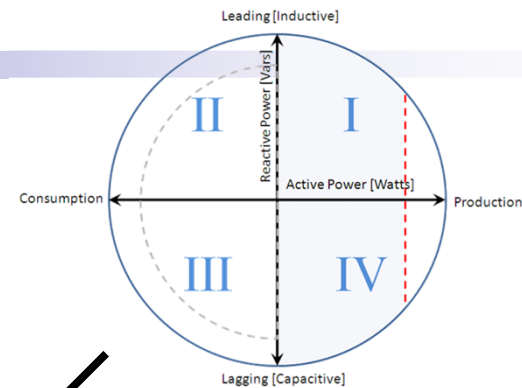 Leading [Inductive]
Reactive Power [Vars]
II
I
Active Power [Watts]
Consumption
Production
III
IV
Lagging [Capacitive]